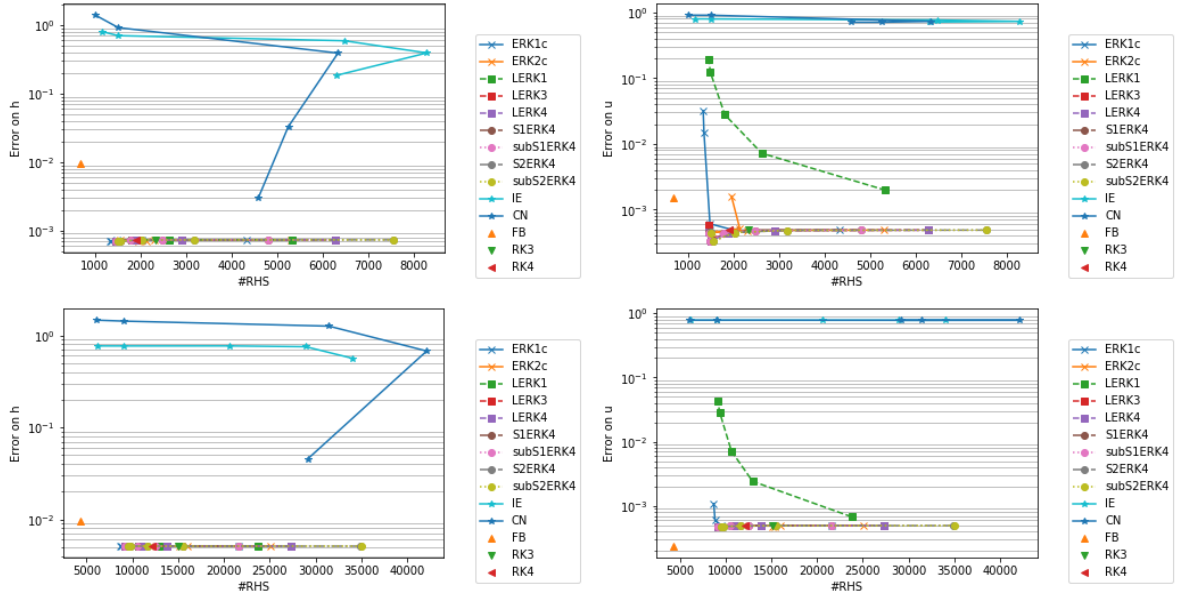 10⁰
10⁻¹
10⁻²
10⁻³
Error on h
1000 2000 3000 4000 5000 6000 7000 8000
#RHS
ERK1c
ERK2c
LERK1
LERK3
LERK4
S1ERK4
subS1ERK4
S2ERK4
subS2ERK4
IE
CN
FB
RK3
RK4
10⁰
10⁻¹
10⁻²
10⁻³
Error on u
1000 2000 3000 4000 5000 6000 7000 8000
#RHS
ERK1c
ERK2c
LERK1
LERK3
LERK4
S1ERK4
subS1ERK4
S2ERK4
subS2ERK4
IE
CN
FB
RK3
RK4
10⁰
10⁻¹
10⁻²
Error on h
5000 10000 15000 20000 25000 30000 35000 40000
#RHS
ERK1c
ERK2c
LERK1
LERK3
LERK4
S1ERK4
subS1ERK4
S2ERK4
subS2ERK4
IE
CN
FB
RK3
RK4
10⁰
10⁻¹
10⁻²
10⁻³
Error on u
5000 10000 15000 20000 25000 30000 35000 40000
#RHS
ERK1c
ERK2c
LERK1
LERK3
LERK4
S1ERK4
subS1ERK4
S2ERK4
subS2ERK4
IE
CN
FB
RK3
RK4